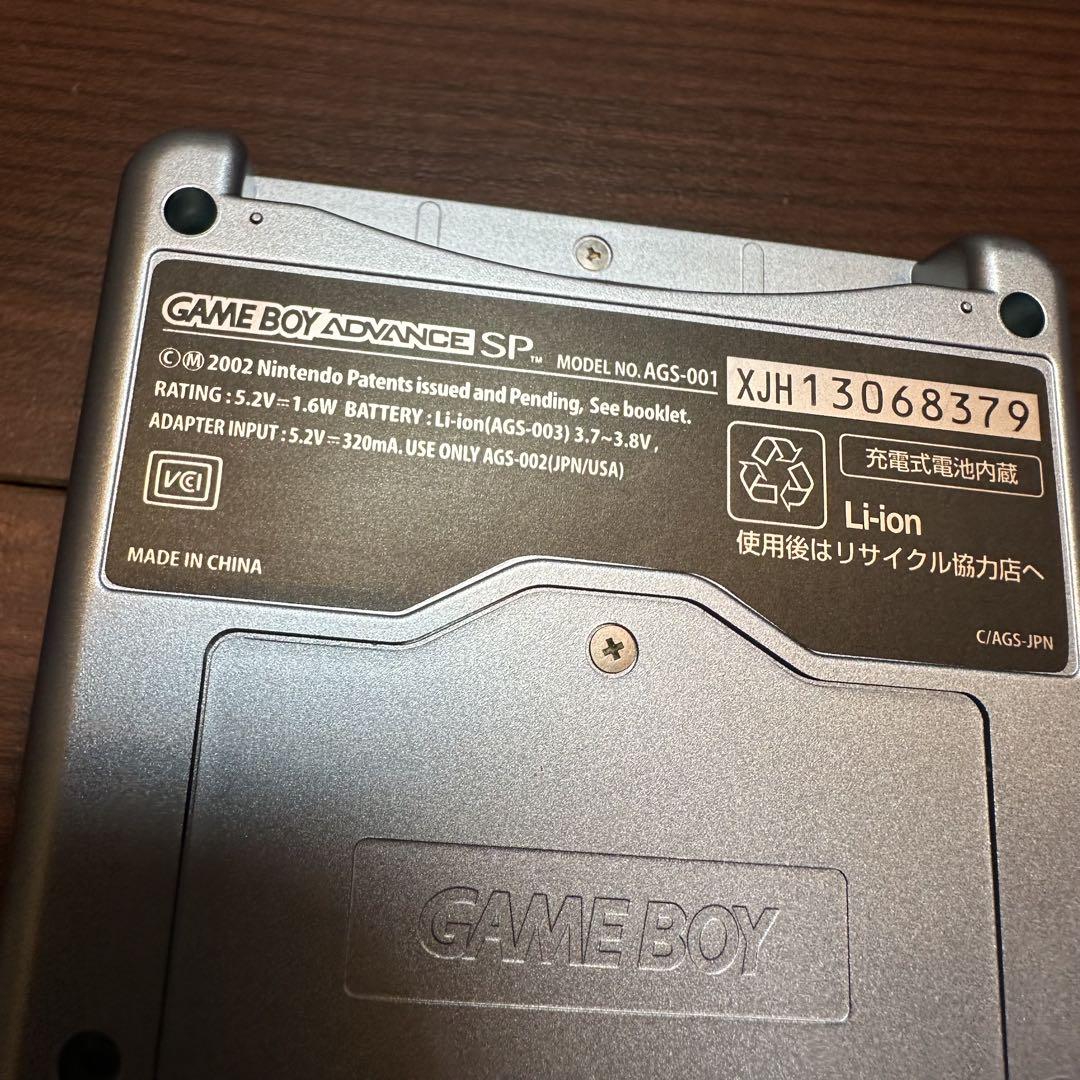 GAME BOY ADVANCE SP™ MODEL NO. AGS-001
XJH13068379
Ⓒ Ⓜ 2002 Nintendo Patents issued and Pending, See booklet.
RATING : 5.2V⎓1.6W BATTERY : Li-ion(AGS-003) 3.7~3.8V ,
ADAPTER INPUT : 5.2V⎓320mA. USE ONLY AGS-002(JPN/USA)
VCI
MADE IN CHINA
充電式電池内蔵
Li-ion
使用後はリサイクル協力店へ
C/AGS-JPN
GAME BOY